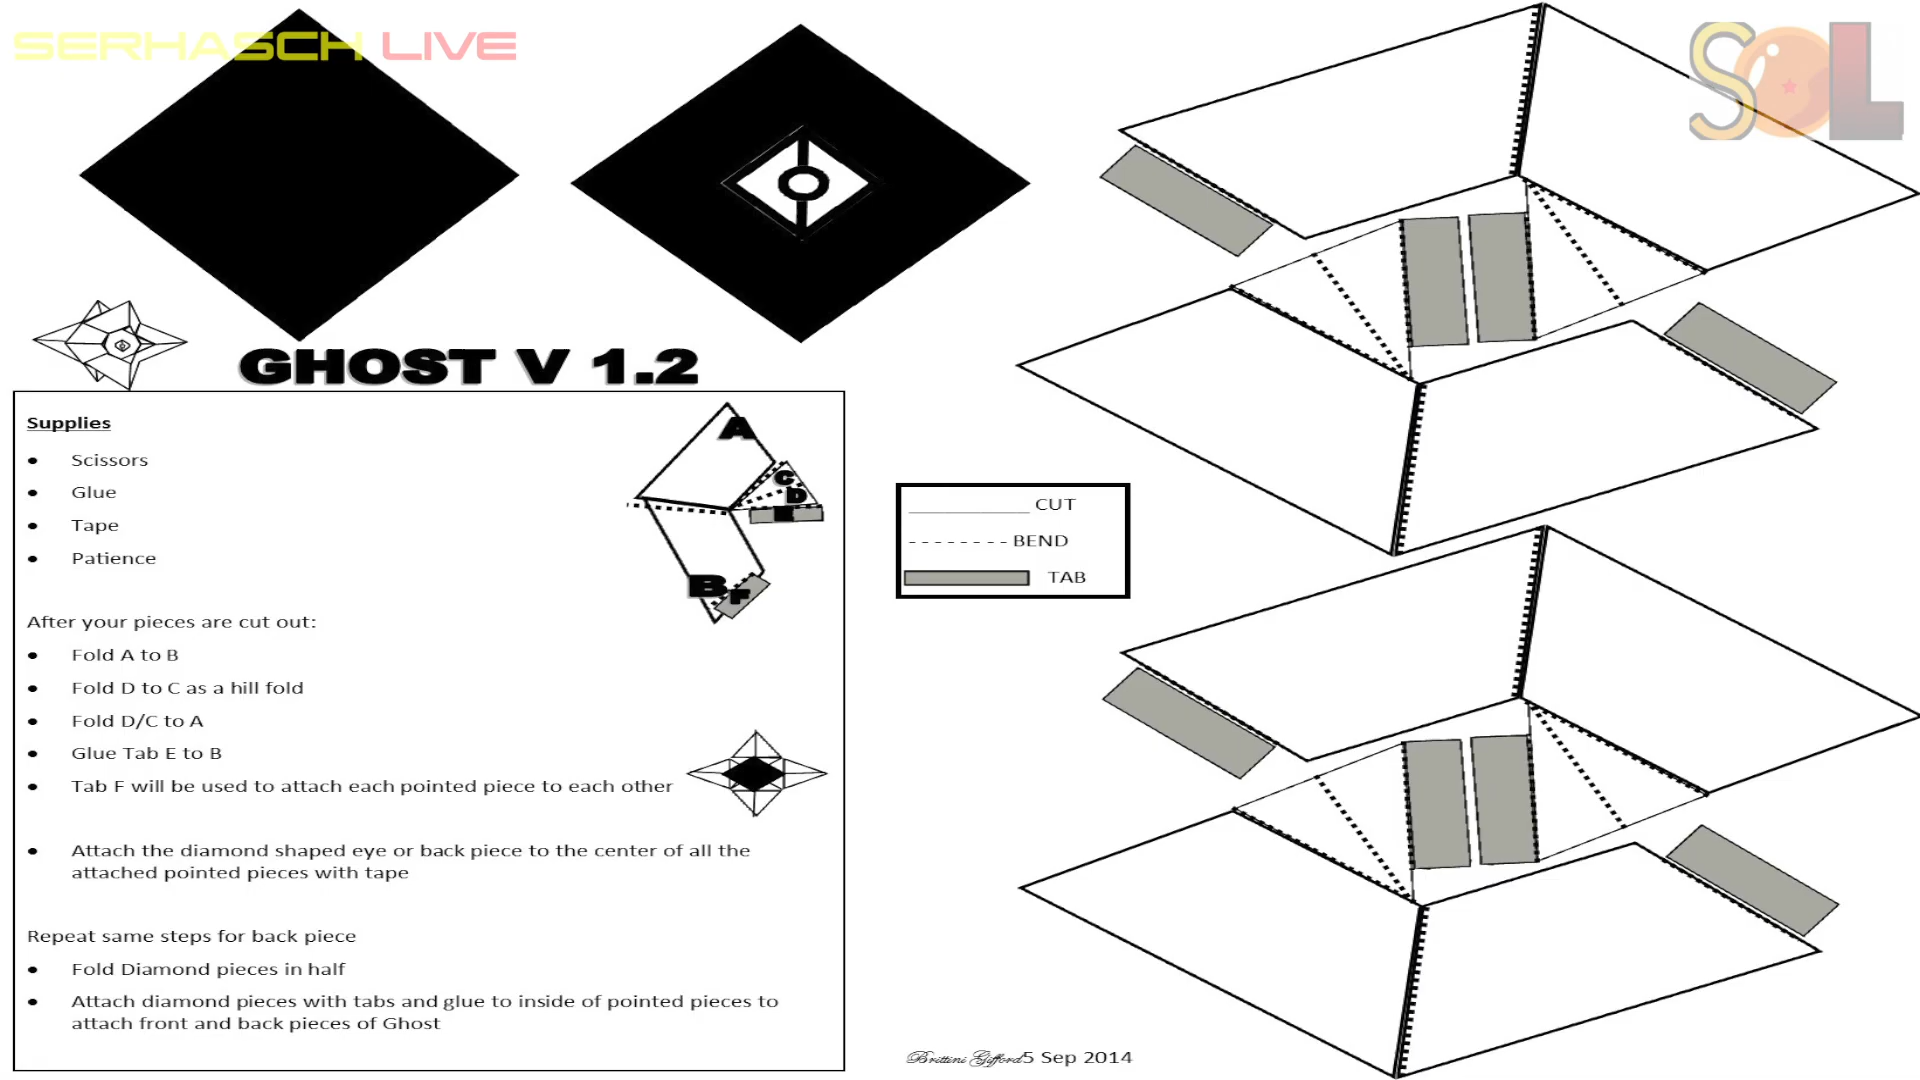 SERHASCH LIVE
SOL
GHOST V 1.2
Supplies
• Scissors
• Glue
• Tape
• Patience
A
C
D
B
F
After your pieces are cut out:
• Fold A to B
• Fold D to C as a hill fold
• Fold D/C to A
• Glue Tab E to B
• Tab F will be used to attach each pointed piece to each other
• Attach the diamond shaped eye or back piece to the center of all the
attached pointed pieces with tape
Repeat same steps for back piece
• Fold Diamond pieces in half
• Attach diamond pieces with tabs and glue to inside of pointed pieces to
attach front and back pieces of Ghost
CUT
BEND
TAB
Brittini Gifford 5 Sep 2014